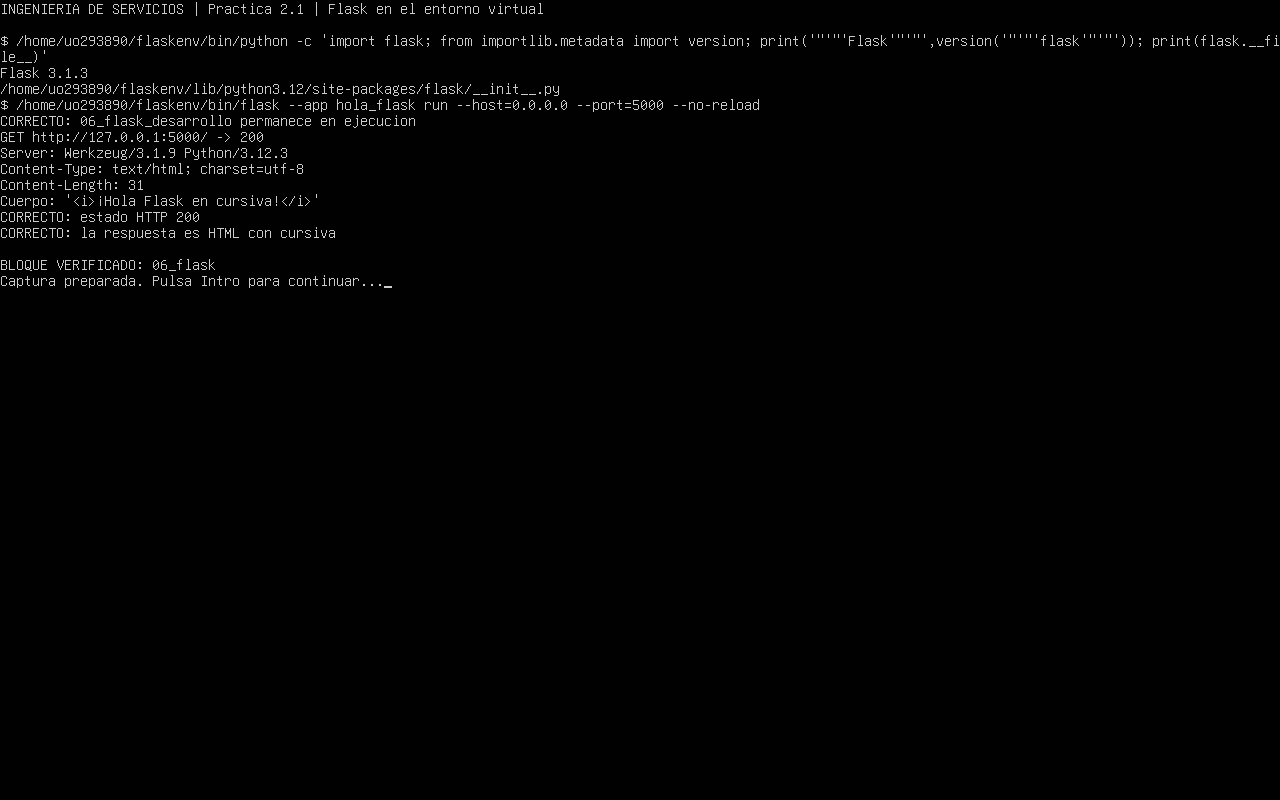 INGENIERIA DE SERVICIOS | Practica 2.1 | Flask en el entorno virtual
$ /home/uo293890/flaskenv/bin/python -c 'import flask; from importlib.metadata import version; print('"'"'Flask'"'"',version('"'"'flask'"'"')); print(flask.__fi
le__)'
Flask 3.1.3
/home/uo293890/flaskenv/lib/python3.12/site-packages/flask/__init__.py
$ /home/uo293890/flaskenv/bin/flask --app hola_flask run --host=0.0.0.0 --port=5000 --no-reload
CORRECTO: 06_flask_desarrollo permanece en ejecucion
GET http://127.0.0.1:5000/ -> 200
Server: Werkzeug/3.1.9 Python/3.12.3
Content-Type: text/html; charset=utf-8
Content-Length: 31
Cuerpo: '<i>¡Hola Flask en cursiva!</i>'
CORRECTO: estado HTTP 200
CORRECTO: la respuesta es HTML con cursiva
BLOQUE VERIFICADO: 06_flask
Captura preparada. Pulsa Intro para continuar..._